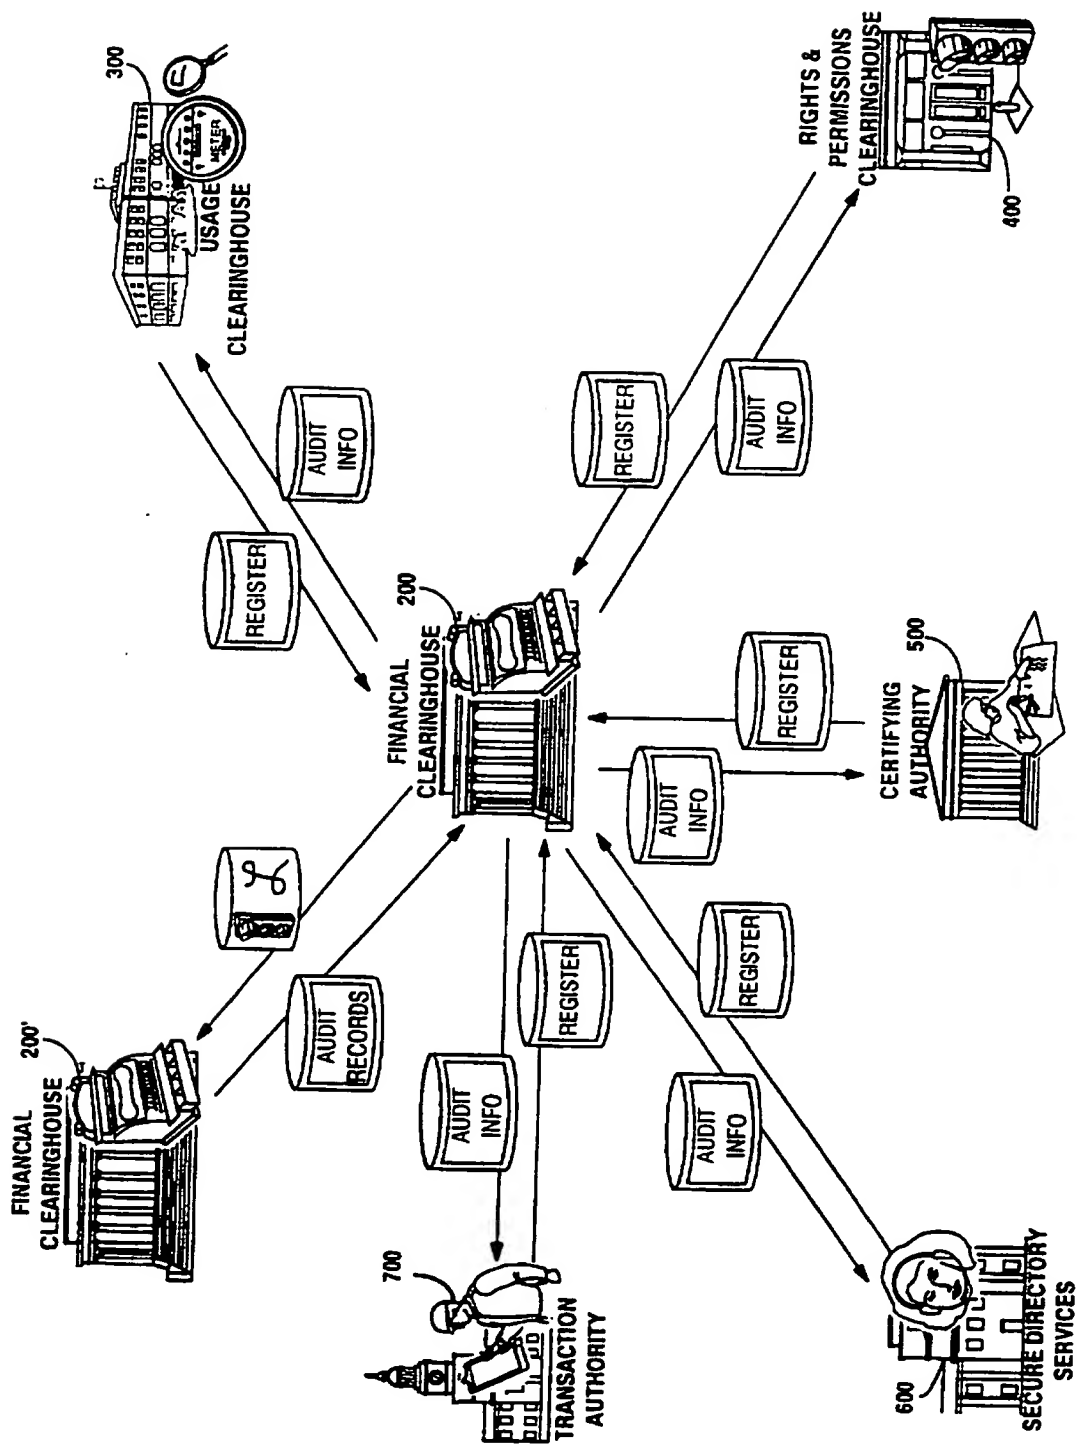 FINANCIAL
CLEARINGHOUSE
200'
300
METER
USAGE
CLEARINGHOUSE
REGISTER
AUDIT
INFO
AUDIT
RECORDS
FINANCIAL
CLEARINGHOUSE
200
700
TRANSACTION
AUTHORITY
AUDIT
INFO
REGISTER
REGISTER
AUDIT
INFO
RIGHTS &
PERMISSIONS
CLEARINGHOUSE
400
AUDIT
INFO
REGISTER
AUDIT
INFO
REGISTER
CERTIFYING
AUTHORITY
500
600
SECURE DIRECTORY
SERVICES